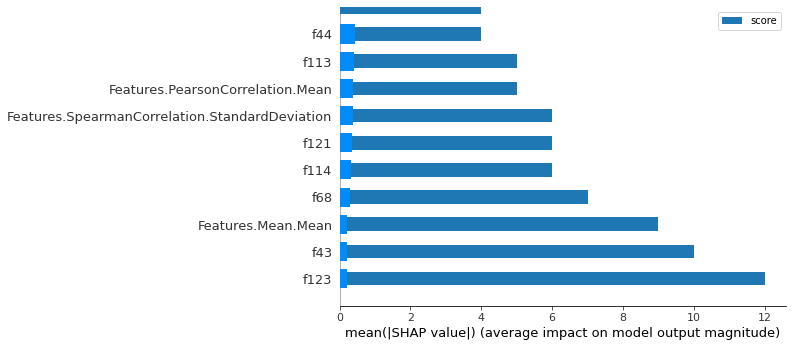 score
f44
f113
Features.PearsonCorrelation.Mean
Features.SpearmanCorrelation.StandardDeviation
f121
f114
f68
Features.Mean.Mean
f43
f123
0 2 4 6 8 10 12
mean(|SHAP value|) (average impact on model output magnitude)